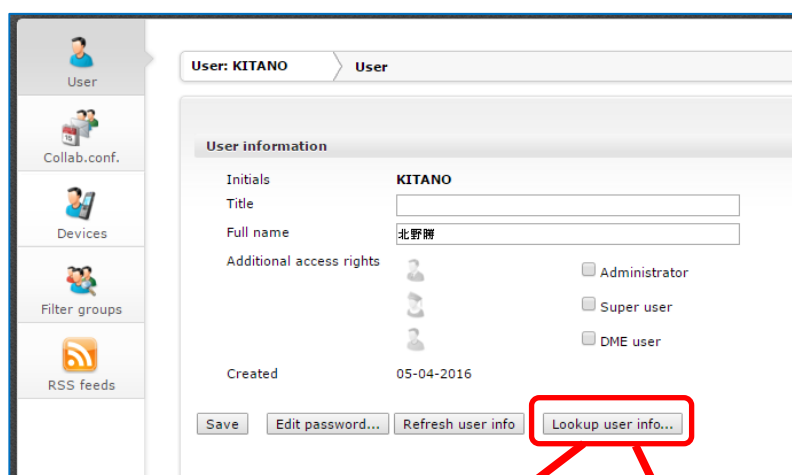 User
Collab.conf.
Devices
Filter groups
RSS feeds
User: KITANO
User
User information
Initials KITANO
Title
Full name 北野勝
Additional access rights
Administrator
Super user
DME user
Created 05-04-2016
Save Edit password... Refresh user info Lookup user info...